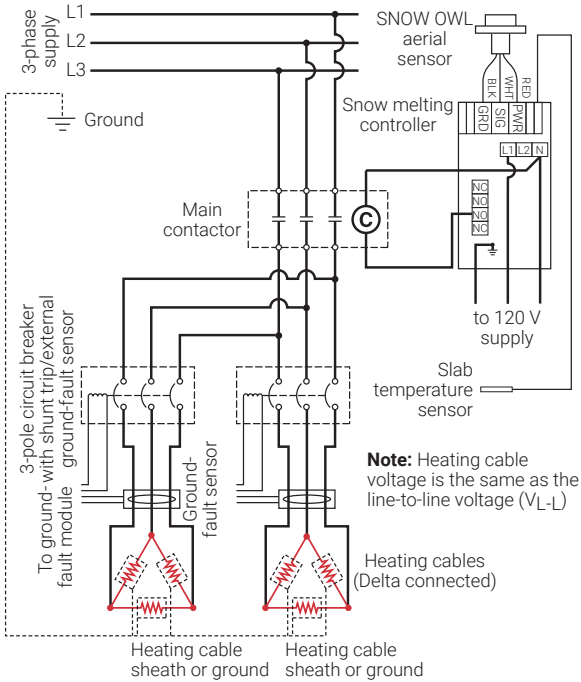 L1
L2
L3
3-phase
supply
Ground
SNOW OWL
aerial
sensor
BLK
WHT
RED
Snow melting
controller
GRD
SIG
PWR
L1 L2 N
NC
NO
NO
NC
Main
contactor
C
to 120 V
supply
Slab
temperature
sensor
3-pole circuit breaker
with shunt trip/external
ground-fault sensor
To ground-
fault module
Ground-
fault sensor
Note: Heating cable
voltage is the same as the
line-to-line voltage (VL-L)
Heating cables
(Delta connected)
Heating cable
sheath or ground
Heating cable
sheath or ground